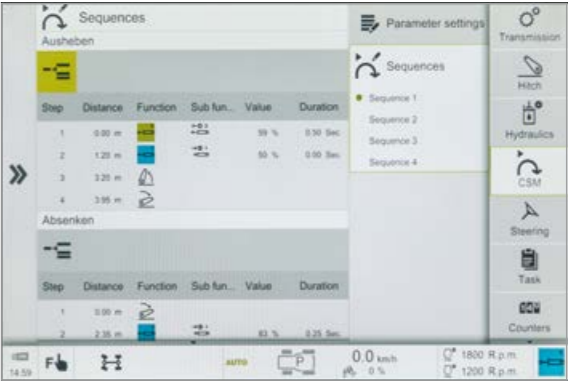 Sequences
Ausheben
Step Distance Function Sub fun... Value Duration
1 0.00 m 59 % 0.50 Sec.
2 1.20 m 50 % 0.00 Sec.
3 3.20 m
4 3.95 m
Absenken
Step Distance Function Sub fun... Value Duration
1 0.00 m
2 2.35 m 63 % 0.25 Sec.
Parameter settings
Sequences
Sequence 1
Sequence 2
Sequence 3
Sequence 4
Transmission
Hitch
Hydraulics
CSM
Steering
Task
Counters
14:59
F
AUTO
P
0.0 km/h
0 %
1800 R.p.m.
1200 R.p.m.